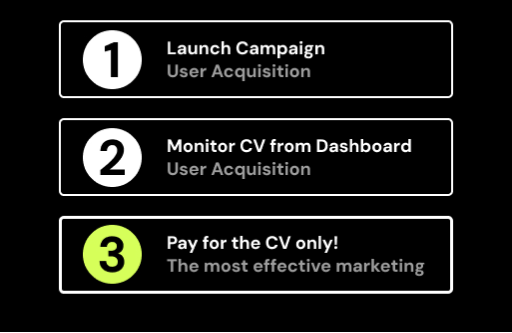 1
Launch Campaign
User Acquisition
2
Monitor CV from Dashboard
User Acquisition
3
Pay for the CV only!
The most effective marketing